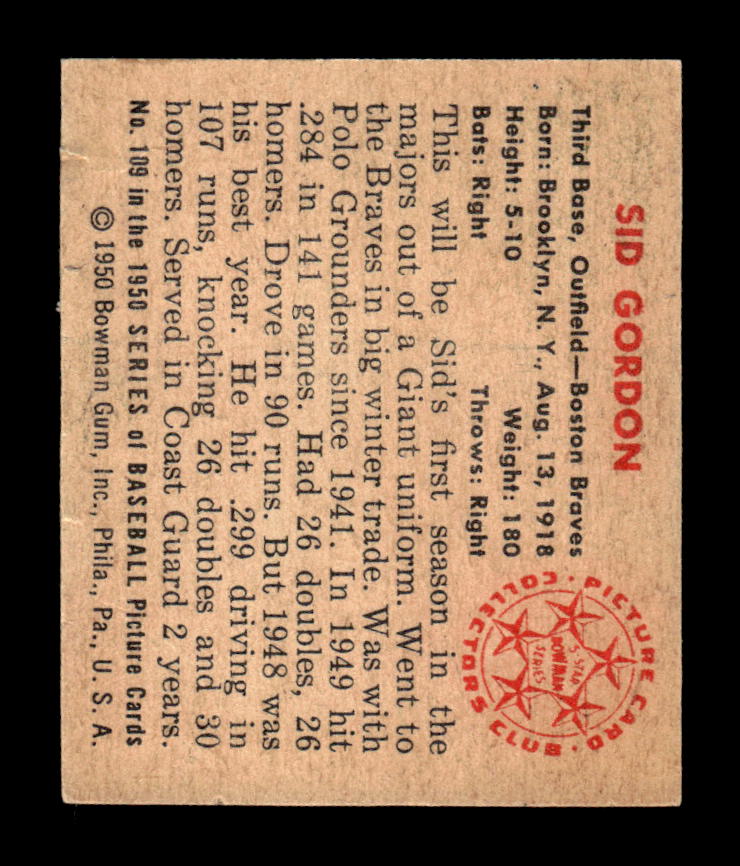 SID GORDON
Third Base, Outfield—Boston Braves
Born: Brooklyn, N. Y., Aug. 13, 1918
Height: 5-10 Weight: 180
Bats: Right Throws: Right
PICTURE CARD
COLLECTORS CLUB
5-STAR
BOWMAN
SERIES
This will be Sid's first season in the
majors out of a Giant uniform. Went to
the Braves in big winter trade. Was with
Polo Grounders since 1941. In 1949 hit
.284 in 141 games. Had 26 doubles, 26
homers. Drove in 90 runs. But 1948 was
his best year. He hit .299 driving in
107 runs, knocking 26 doubles and 30
homers. Served in Coast Guard 2 years.
No. 109 in the 1950 SERIES of BASEBALL Picture Cards
© 1950 Bowman Gum, Inc., Phila., Pa., U. S. A.